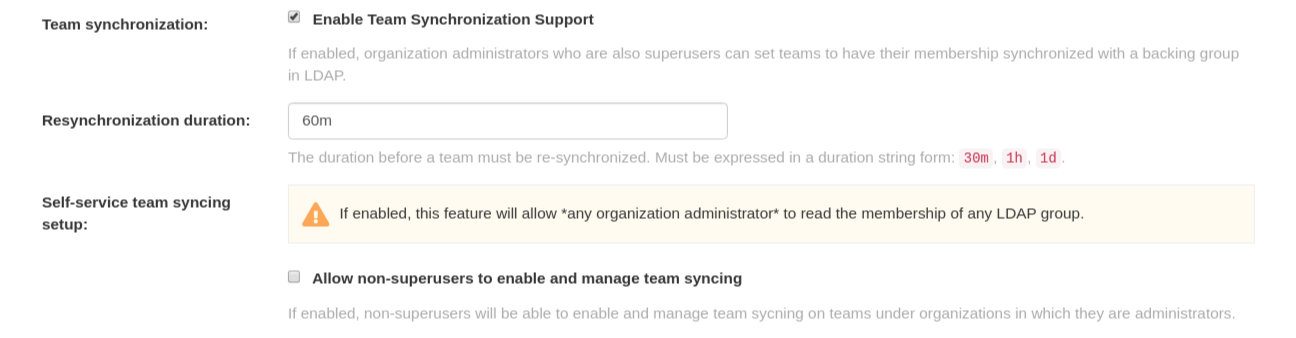 Team synchronization:
Enable Team Synchronization Support
If enabled, organization administrators who are also superusers can set teams to have their membership synchronized with a backing group
in LDAP.
Resynchronization duration:
60m
The duration before a team must be re-synchronized. Must be expressed in a duration string form: 30m, 1h, 1d.
Self-service team syncing
setup:
If enabled, this feature will allow *any organization administrator* to read the membership of any LDAP group.
Allow non-superusers to enable and manage team syncing
If enabled, non-superusers will be able to enable and manage team sycning on teams under organizations in which they are administrators.